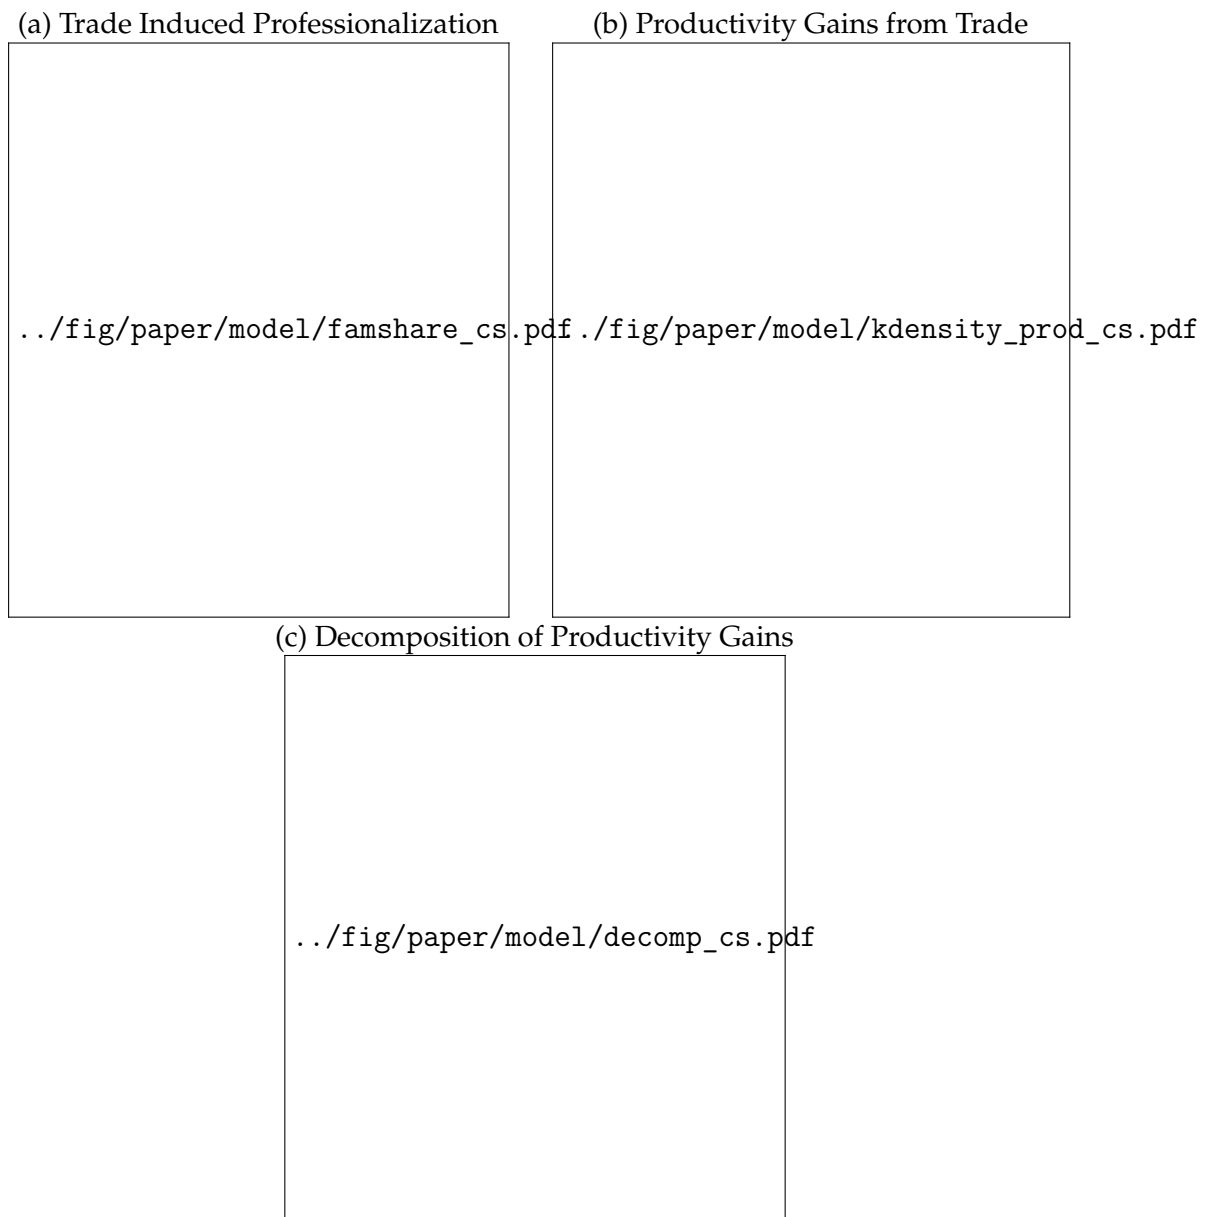 (a) Trade Induced Professionalization
(b) Productivity Gains from Trade
../fig/paper/model/famshare_cs.pdf
../fig/paper/model/kdensity_prod_cs.pdf
(c) Decomposition of Productivity Gains
../fig/paper/model/decomp_cs.pdf